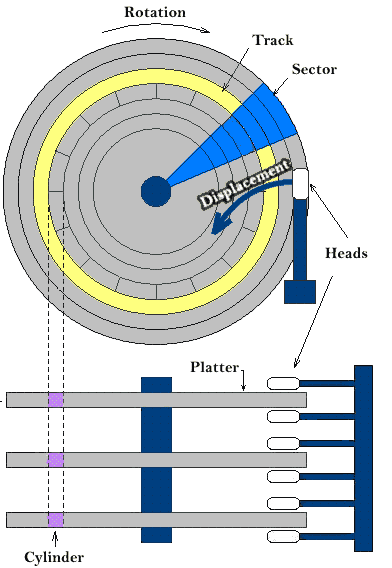 Rotation
Track
Sector
Displacement
Heads
Platter
Cylinder